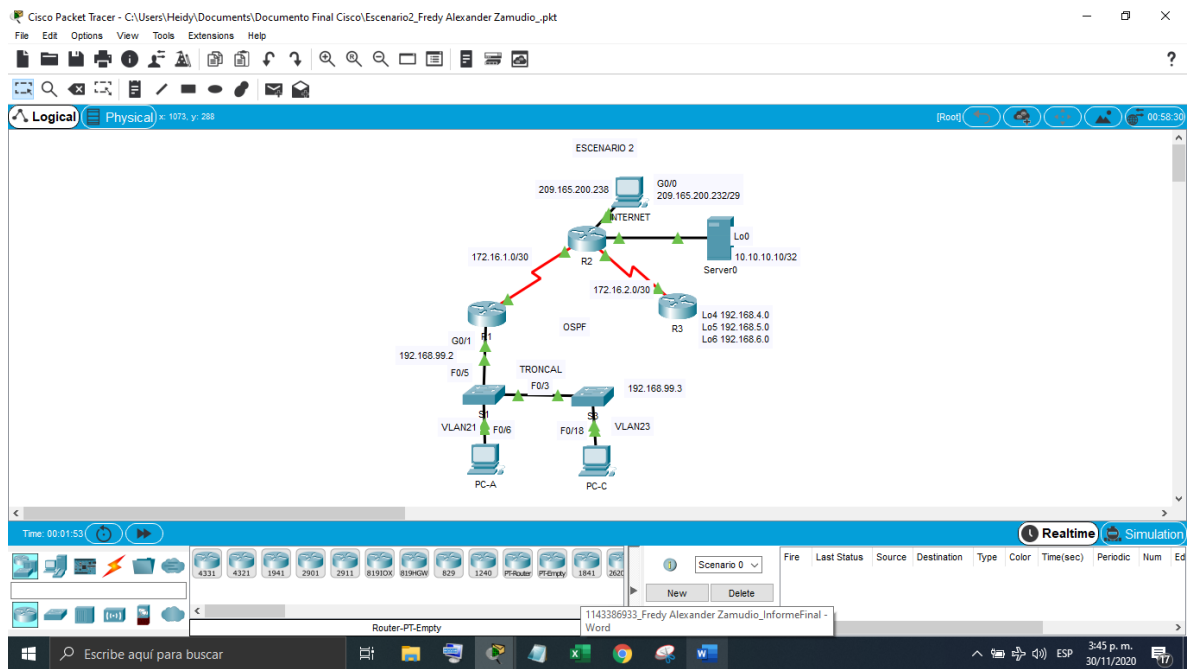 Cisco Packet Tracer - C:\Users\Heidy\Documents\Documento Final Cisco\Escenario2_Fredy Alexander Zamudio_.pkt
File Edit Options View Tools Extensions Help
?
Logical Physical x: 1073, y: 288 [Root] 00:58:30
ESCENARIO 2
209.165.200.238
G0/0
209.165.200.232/29
INTERNET
Lo0
172.16.1.0/30
R2
10.10.10.10/32
Server0
172.16.2.0/30
Lo4 192.168.4.0
Lo5 192.168.5.0
Lo6 192.168.6.0
R3
OSPF
R1
G0/1
192.168.99.2
F0/5
TRONCAL
F0/3
192.168.99.3
S1
S3
VLAN21
F0/6
F0/18
VLAN23
PC-A
PC-C
Time: 00:01:53
Realtime Simulation
4331 4321 1941 2901 2911 819IOX 819HGW 829 1240 PT-Router PT-Empty 1841 2620
Scenario 0
New Delete
Fire Last Status Source Destination Type Color Time(sec) Periodic Num Ed
Router-PT-Empty
1143386933_Fredy Alexander Zamudio_InformeFinal -
Word
Escribe aquí para buscar
ESP
3:45 p. m.
30/11/2020
17